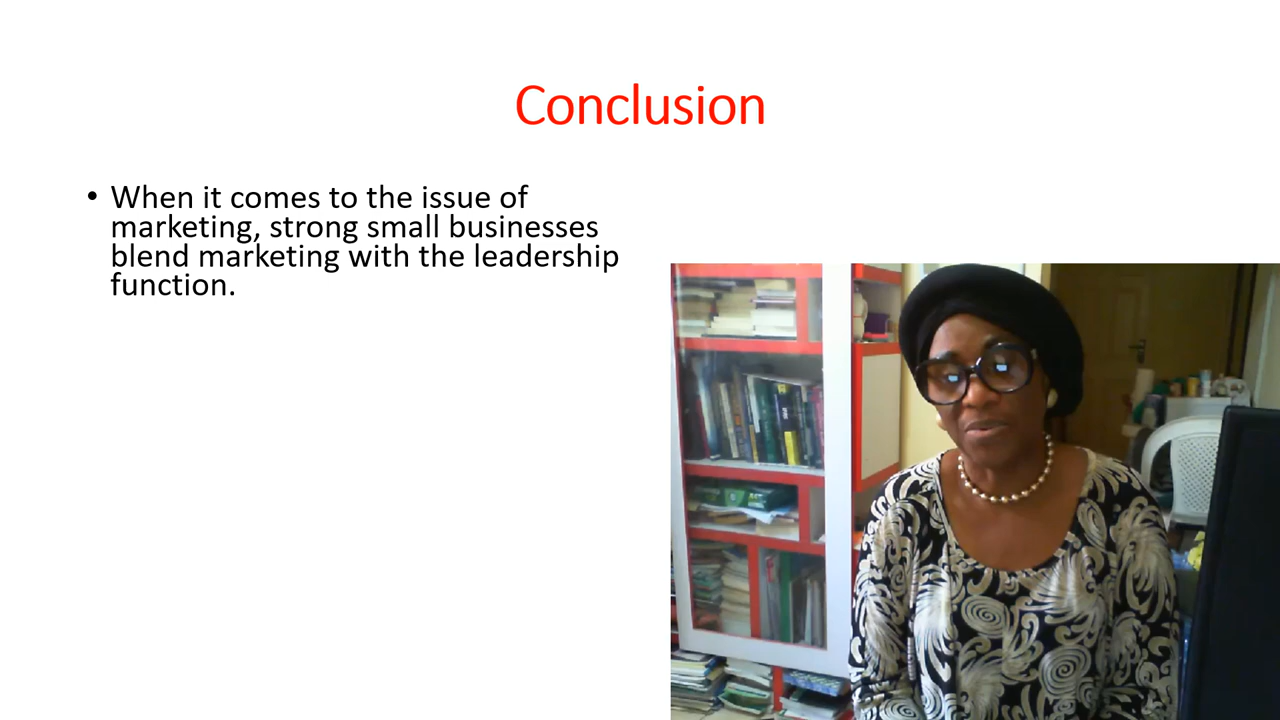 Conclusion
• When it comes to the issue of
marketing, strong small businesses
blend marketing with the leadership
function.